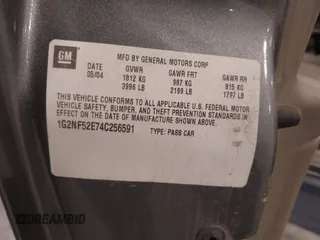 GM
MFD BY GENERAL MOTORS CORP
DATE GVWR GAWR FRT GAWR RR
05/04 1812 KG 997 KG 815 KG
3996 LB 2199 LB 1797 LB
THIS VEHICLE CONFORMS TO ALL APPLICABLE U.S. FEDERAL MOTOR
VEHICLE SAFETY, BUMPER, AND THEFT PREVENTION STANDARDS
IN EFFECT ON THE DATE OF MANUFACTURE SHOWN ABOVE.
1G2NF52E74C256591 TYPE: PASS CAR
DREAMBID